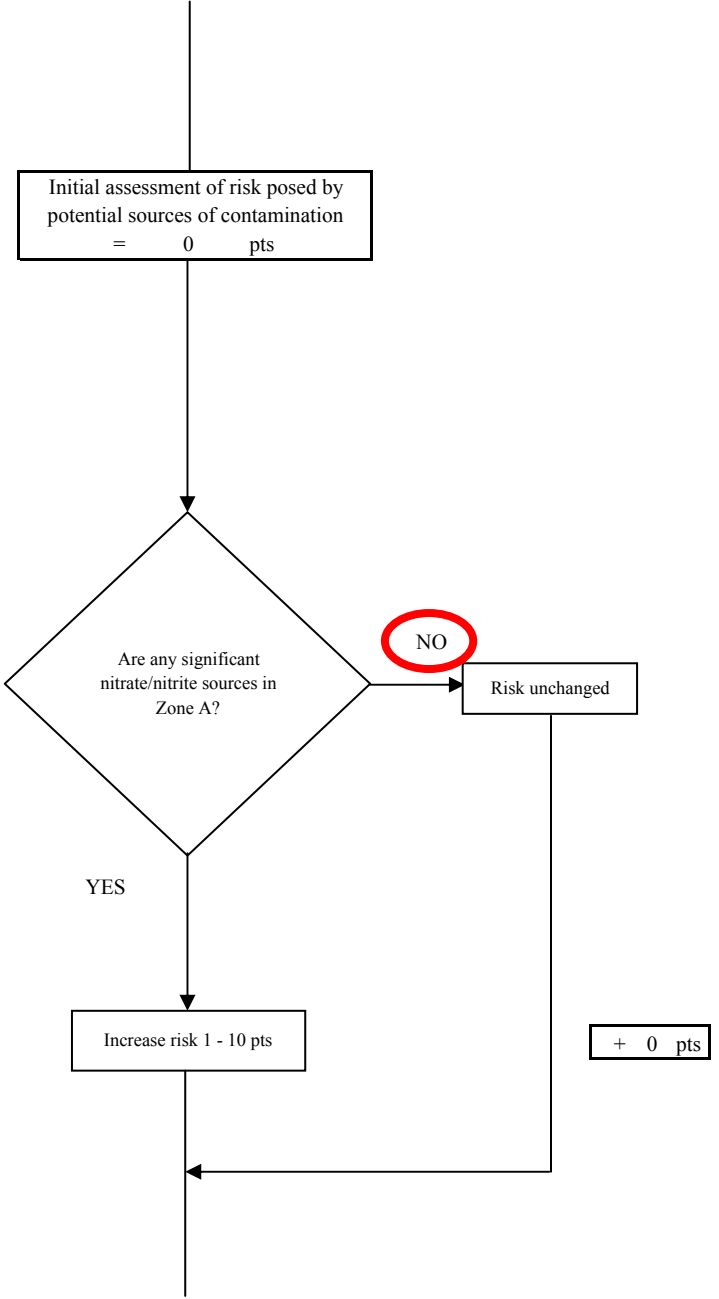 Initial assessment of risk posed by
potential sources of contamination
= 0 pts
NO
Are any significant
nitrate/nitrite sources in
Zone A?
Risk unchanged
YES
Increase risk 1 - 10 pts
+ 0 pts